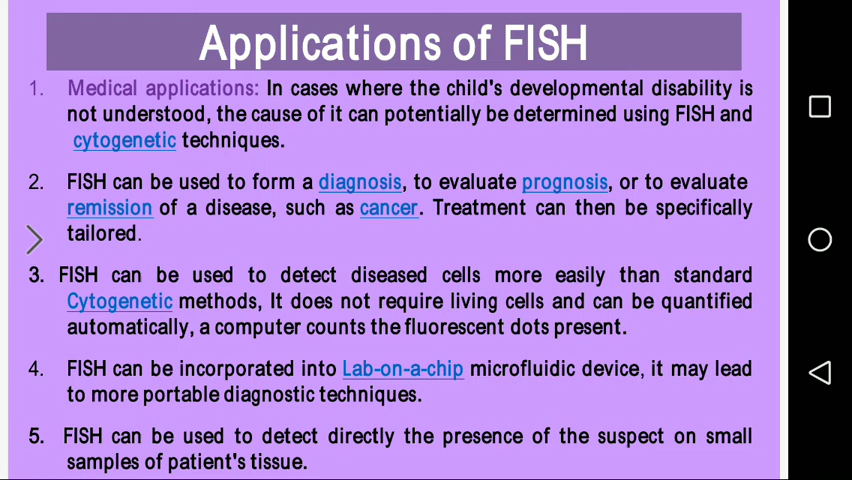 Applications of FISH
1. Medical applications: In cases where the child's developmental disability is
not understood, the cause of it can potentially be determined using FISH and
cytogenetic techniques.
2. FISH can be used to form a diagnosis, to evaluate prognosis, or to evaluate
remission of a disease, such as cancer. Treatment can then be specifically
tailored.
3. FISH can be used to detect diseased cells more easily than standard
Cytogenetic methods, It does not require living cells and can be quantified
automatically, a computer counts the fluorescent dots present.
4. FISH can be incorporated into Lab-on-a-chip microfluidic device, it may lead
to more portable diagnostic techniques.
5. FISH can be used to detect directly the presence of the suspect on small
samples of patient's tissue.